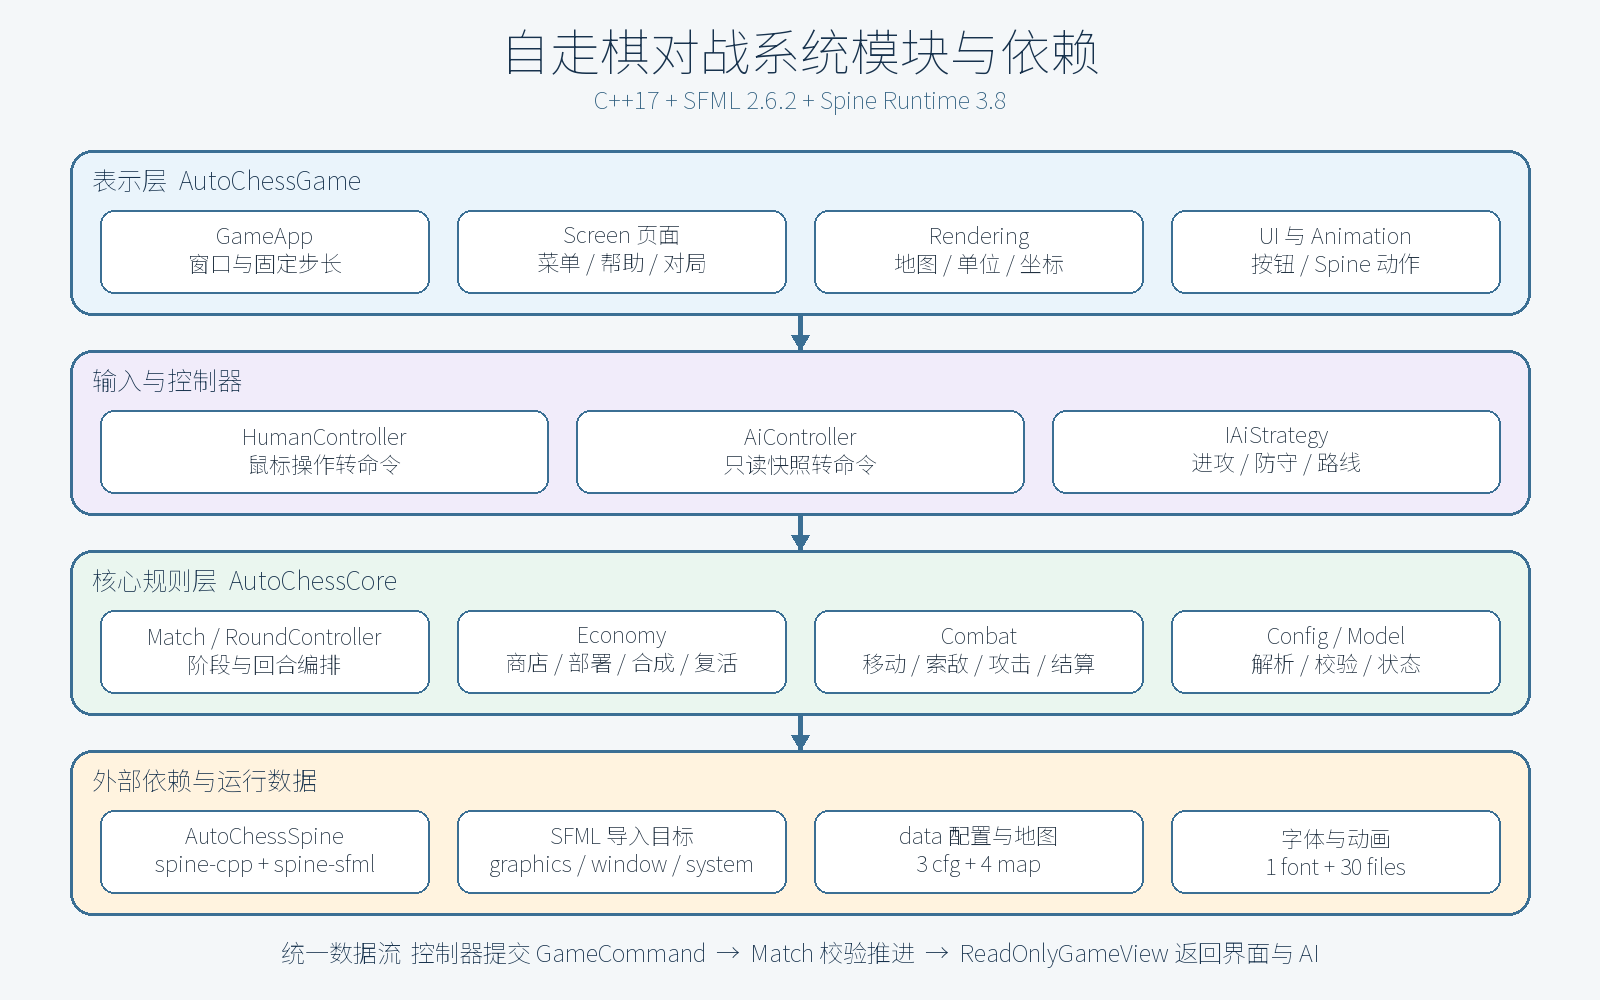 自走棋对战系统模块与依赖
C++17 + SFML 2.6.2 + Spine Runtime 3.8
表示层 AutoChessGame
GameApp
窗口与固定步长
Screen 页面
菜单 / 帮助 / 对局
Rendering
地图 / 单位 / 坐标
UI 与 Animation
按钮 / Spine 动作
输入与控制器
HumanController
鼠标操作转命令
AiController
只读快照转命令
IAiStrategy
进攻 / 防守 / 路线
核心规则层 AutoChessCore
Match / RoundController
阶段与回合编排
Economy
商店 / 部署 / 合成 / 复活
Combat
移动 / 索敌 / 攻击 / 结算
Config / Model
解析 / 校验 / 状态
外部依赖与运行数据
AutoChessSpine
spine-cpp + spine-sfml
SFML 导入目标
graphics / window / system
data 配置与地图
3 cfg + 4 map
字体与动画
1 font + 30 files
统一数据流 控制器提交 GameCommand → Match 校验推进 → ReadOnlyGameView 返回界面与 AI